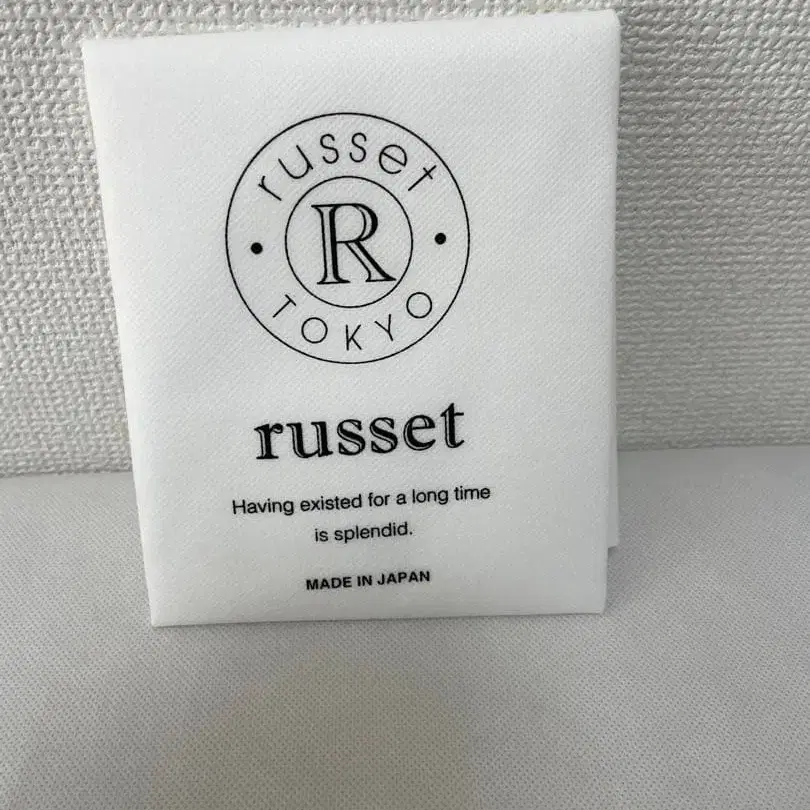 russet
R
TOKYO
russet
Having existed for a long time
is splendid.
MADE IN JAPAN